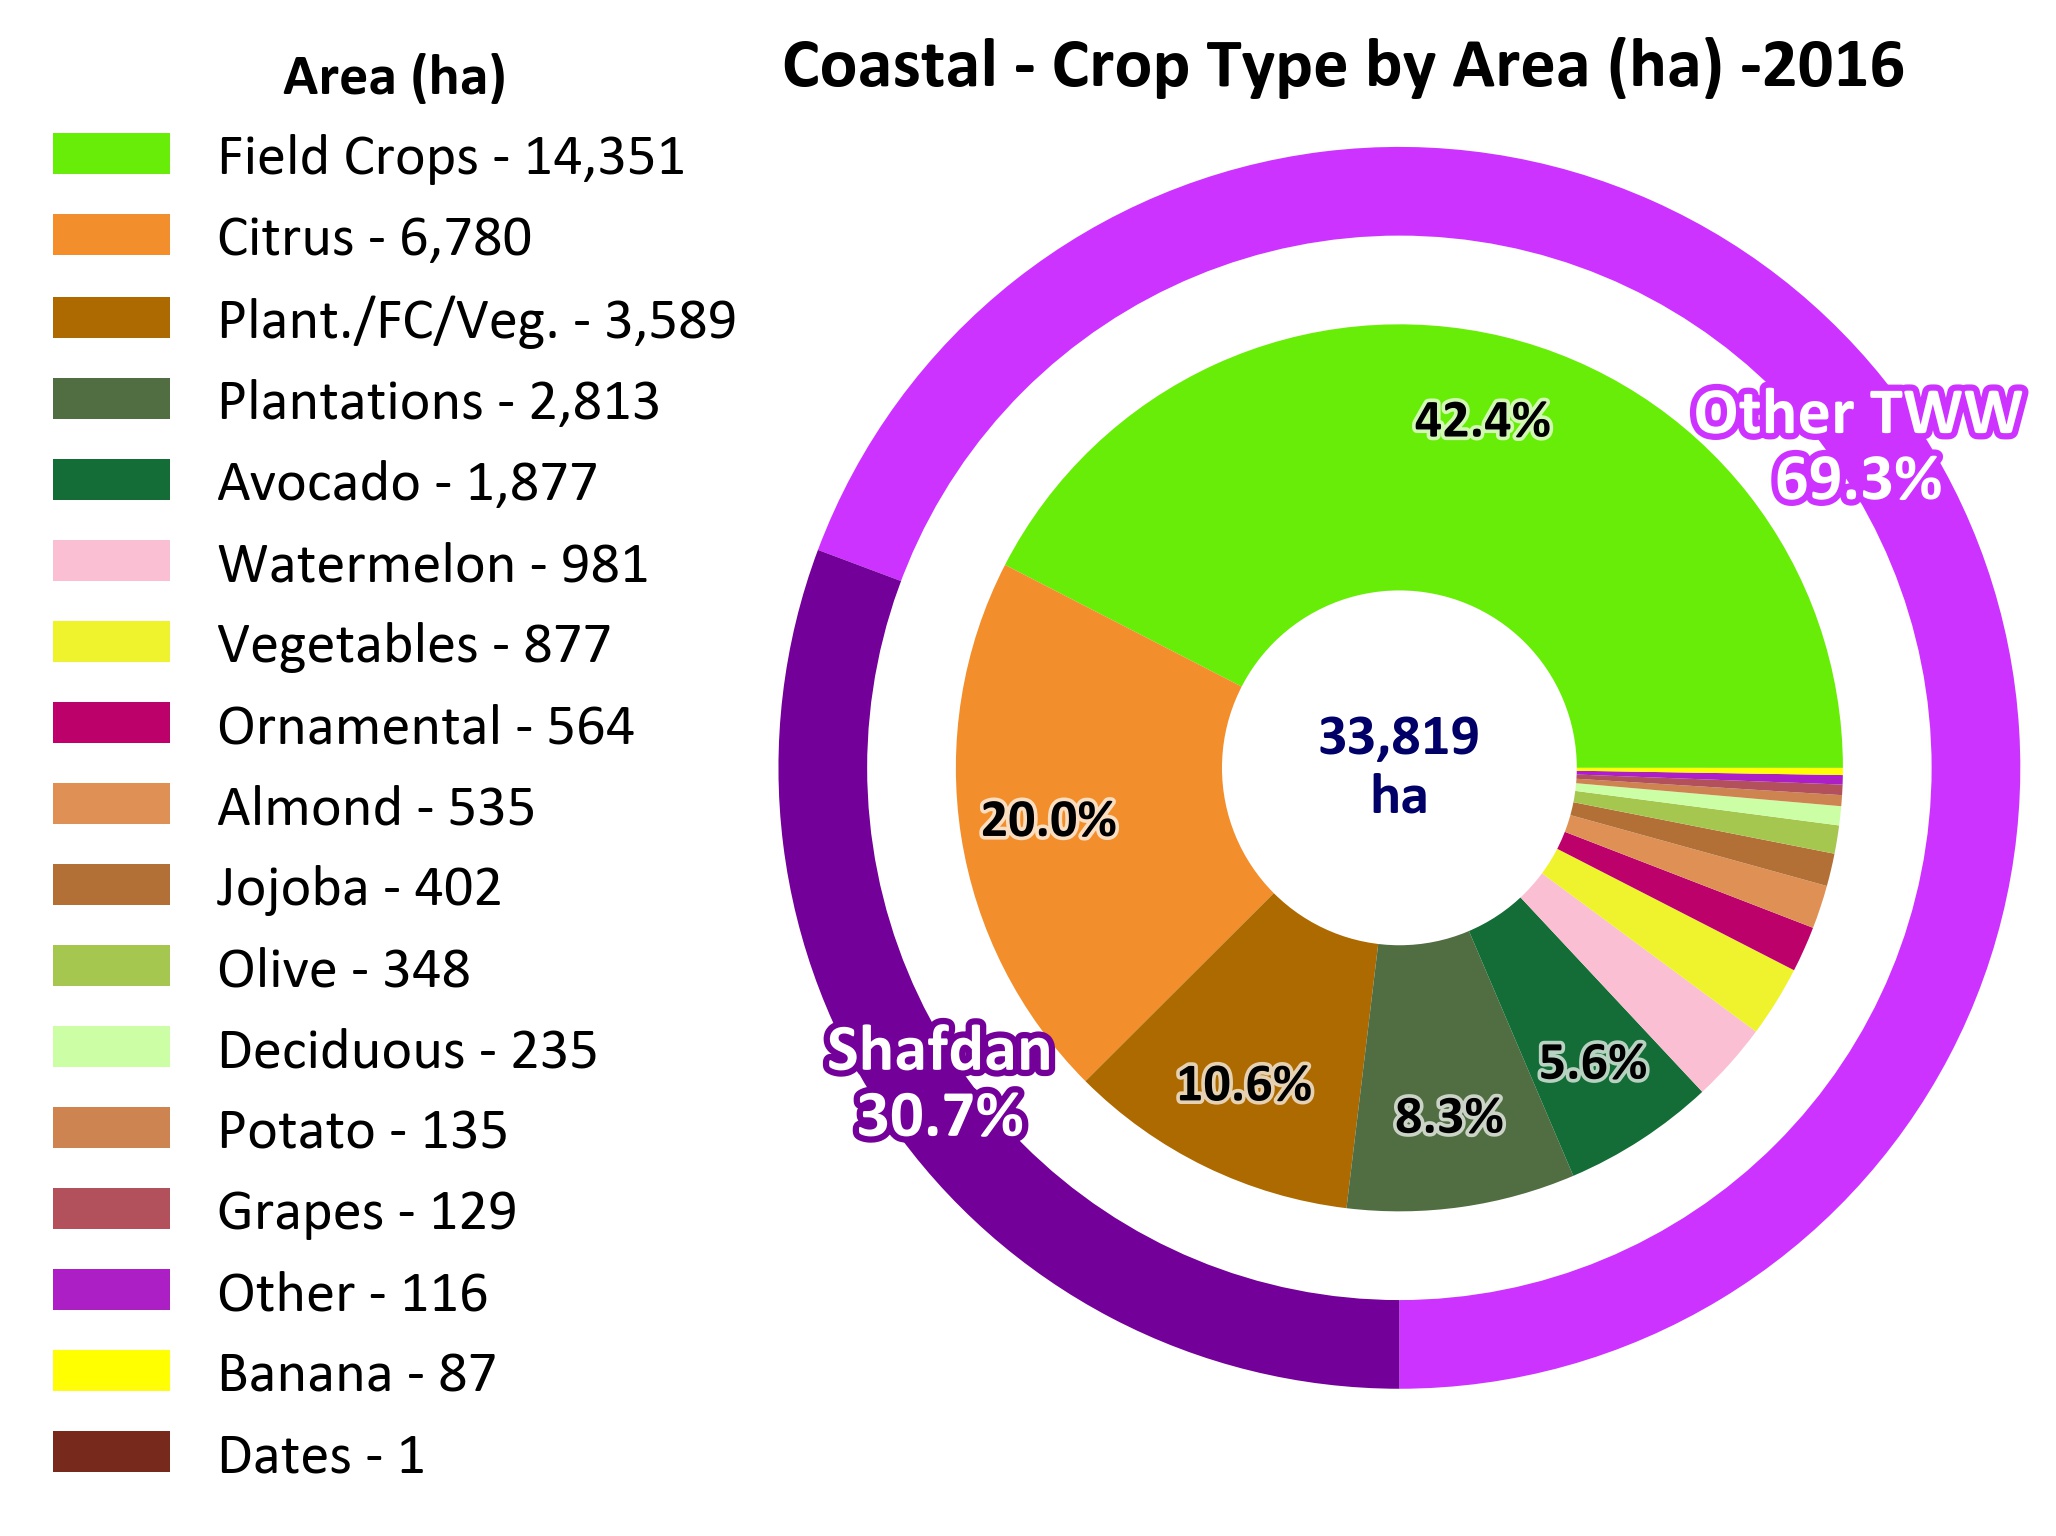 Coastal - Crop Type by Area (ha) -2016
Area (ha)
Field Crops - 14,351
Citrus - 6,780
Plant./FC/Veg. - 3,589
Plantations - 2,813
Avocado - 1,877
Watermelon - 981
Vegetables - 877
Ornamental - 564
Almond - 535
Jojoba - 402
Olive - 348
Deciduous - 235
Potato - 135
Grapes - 129
Other - 116
Banana - 87
Dates - 1
Other TWW
69.3%
42.4%
33,819
ha
20.0%
Shafdan
30.7%
10.6%
8.3%
5.6%